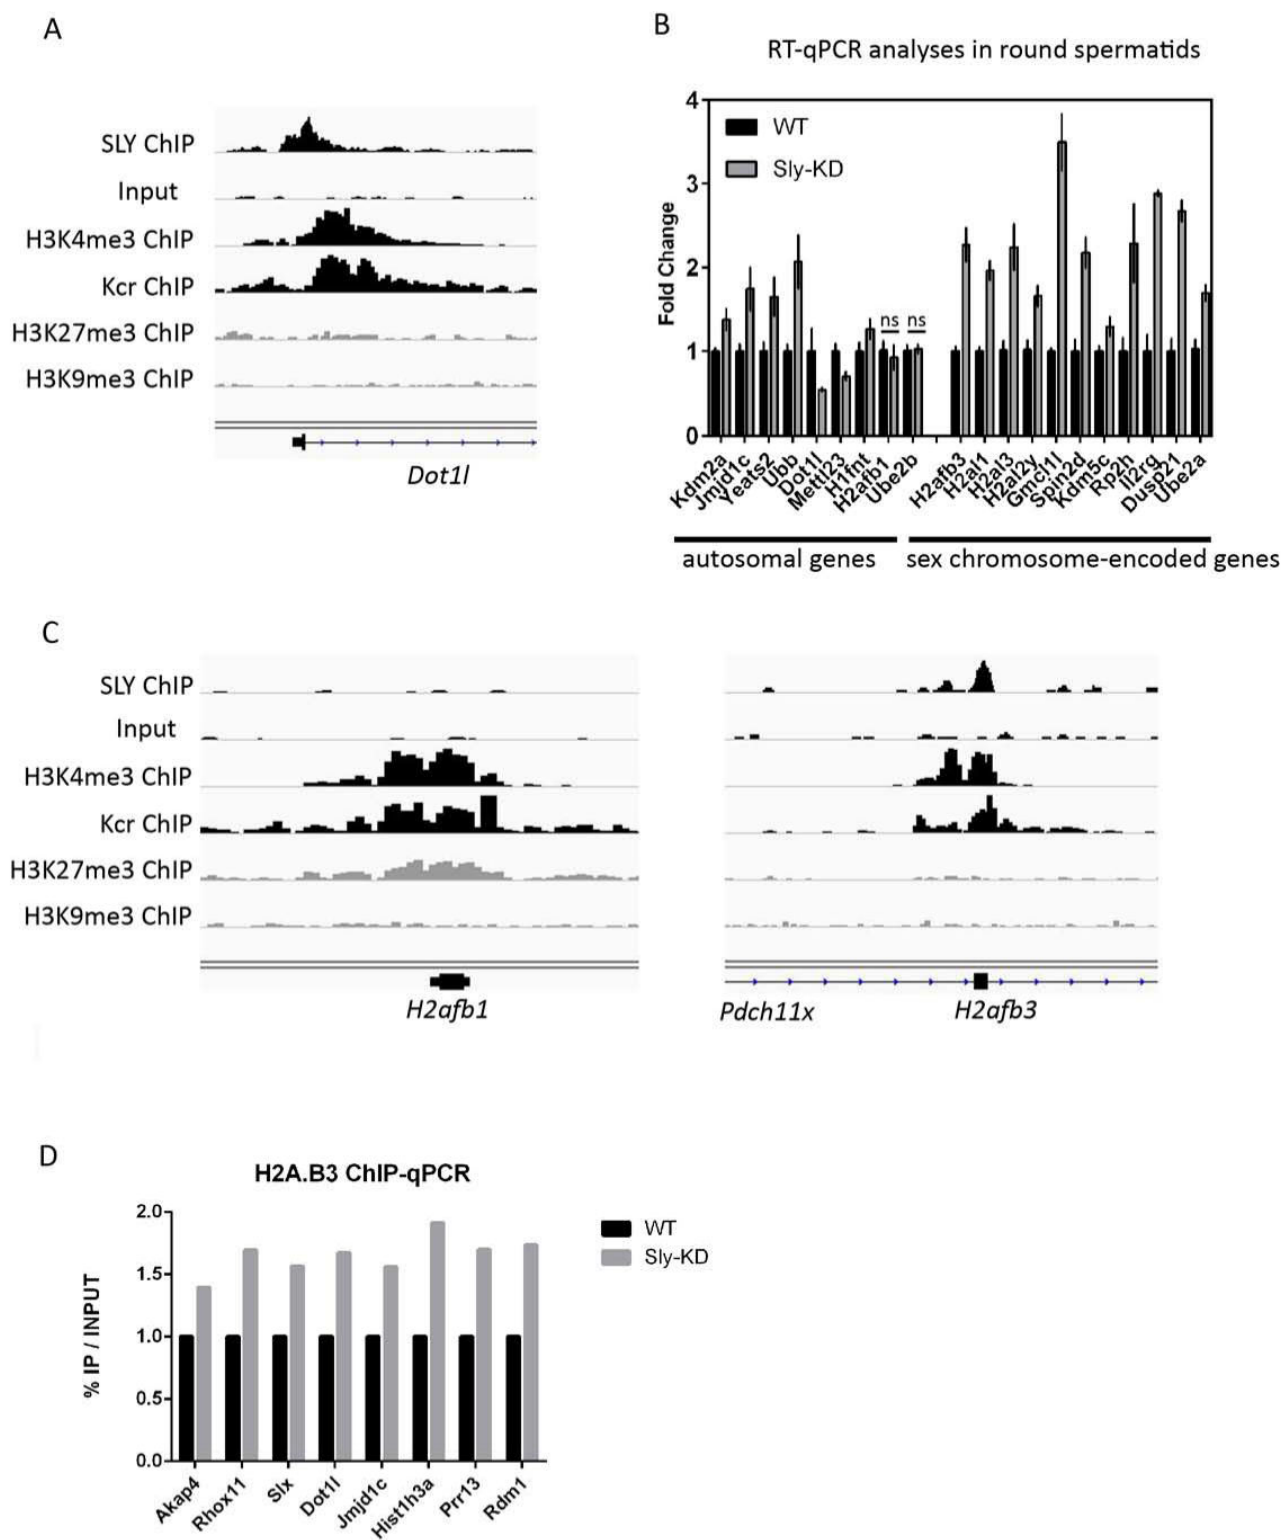 A
SLY ChIP
Input
H3K4me3 ChIP
Kcr ChIP
H3K27me3 ChIP
H3K9me3 ChIP
Dot1l
B
RT-qPCR analyses in round spermatids
WT
Sly-KD
Fold Change
4
3
2
1
0
ns ns
Kdm2a
Jmjd1c
Yeats2
Ubb
Dot1l
Mettl23
H1fnt
H2afb1
Ube2b
H2afb3
H2al1
H2al3
H2al2y
Gmcl1l
Spin2d
Kdm5c
Rp2h
Il2rg
Dusp21
Ube2a
autosomal genes
sex chromosome-encoded genes
C
SLY ChIP
Input
H3K4me3 ChIP
Kcr ChIP
H3K27me3 ChIP
H3K9me3 ChIP
H2afb1
Pdch11x
H2afb3
D
H2A.B3 ChIP-qPCR
WT
Sly-KD
% IP / INPUT
2.0
1.5
1.0
0.5
0.0
Akap4
Rhox11
Slx
Dot1l
Jmjd1c
Hist1h3a
Prr13
Rdm1